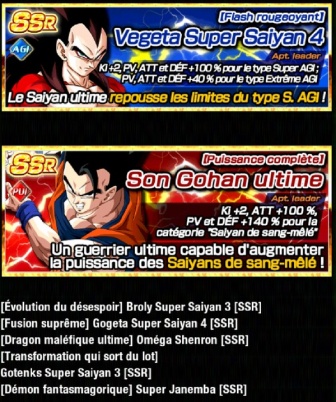 SSR
[Flash rougeoyant]
AGI
Vegeta Super Saiyan 4
Apt. leader
KI +2, PV, ATT et DÉF +100 % pour le type Super AGI ;
PV, ATT et DÉF +40 % pour le type Extrême AGI
Le Saiyan ultime repousse les limites du type S. AGI !
SSR
[Puissance complète]
PUI
Son Gohan ultime
Apt. leader
KI +2, ATT +100 %,
PV et DÉF +140 % pour la
catégorie "Saiyan de sang-mêlé"
Un guerrier ultime capable d'augmenter
la puissance des Saiyans de sang-mêlé !
[Évolution du désespoir] Broly Super Saiyan 3 [SSR]
[Fusion suprême] Gogeta Super Saiyan 4 [SSR]
[Dragon maléfique ultime] Oméga Shenron [SSR]
[Transformation qui sort du lot]
Gotenks Super Saiyan 3 [SSR]
[Démon fantasmagorique] Super Janemba [SSR]